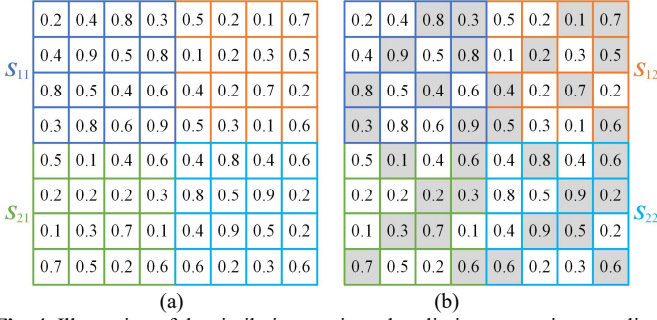 0.2 0.4 0.8 0.3 0.5 0.2 0.1 0.7 0.2 0.4 0.8 0.3 0.5 0.2 0.1 0.7
0.4 0.9 0.5 0.8 0.1 0.2 0.3 0.5 0.4 0.9 0.5 0.8 0.1 0.2 0.3 0.5
S11 S12
0.8 0.5 0.4 0.6 0.4 0.2 0.7 0.2 0.8 0.5 0.4 0.6 0.4 0.2 0.7 0.2
0.3 0.8 0.6 0.9 0.5 0.3 0.1 0.6 0.3 0.8 0.6 0.9 0.5 0.3 0.1 0.6
0.5 0.1 0.4 0.6 0.4 0.8 0.4 0.6 0.5 0.1 0.4 0.6 0.4 0.8 0.4 0.6
0.2 0.2 0.2 0.3 0.8 0.5 0.9 0.2 0.2 0.2 0.2 0.3 0.8 0.5 0.9 0.2
S21 S22
0.1 0.3 0.7 0.1 0.4 0.9 0.5 0.2 0.1 0.3 0.7 0.1 0.4 0.9 0.5 0.2
0.7 0.5 0.2 0.6 0.6 0.2 0.3 0.6 0.7 0.5 0.2 0.6 0.6 0.2 0.3 0.6
(a) (b)